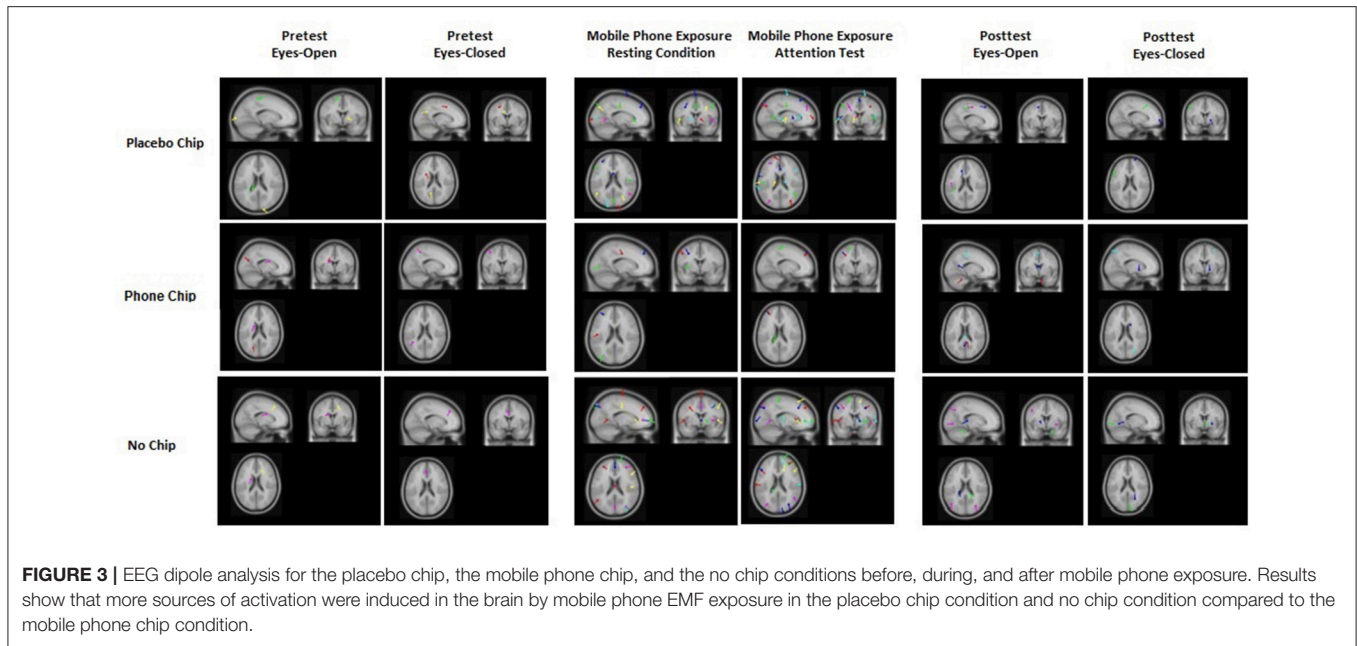 Pretest
Eyes-Open
Pretest
Eyes-Closed
Mobile Phone Exposure
Resting Condition
Mobile Phone Exposure
Attention Test
Posttest
Eyes-Open
Posttest
Eyes-Closed
Placebo Chip
Phone Chip
No Chip
FIGURE 3 | EEG dipole analysis for the placebo chip, the mobile phone chip, and the no chip conditions before, during, and after mobile phone exposure. Results
show that more sources of activation were induced in the brain by mobile phone EMF exposure in the placebo chip condition and no chip condition compared to the
mobile phone chip condition.